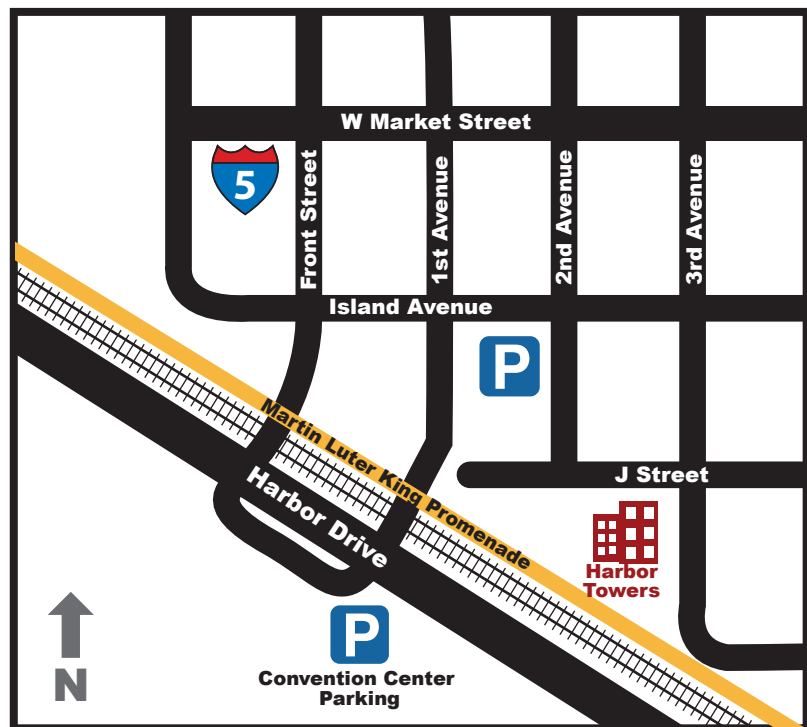 W Market Street
5
Front Street
1st Avenue
2nd Avenue
3rd Avenue
Island Avenue
P
Martin Luter King Promenade
J Street
Harbor Drive
Harbor
Towers
P
N
Convention Center
Parking